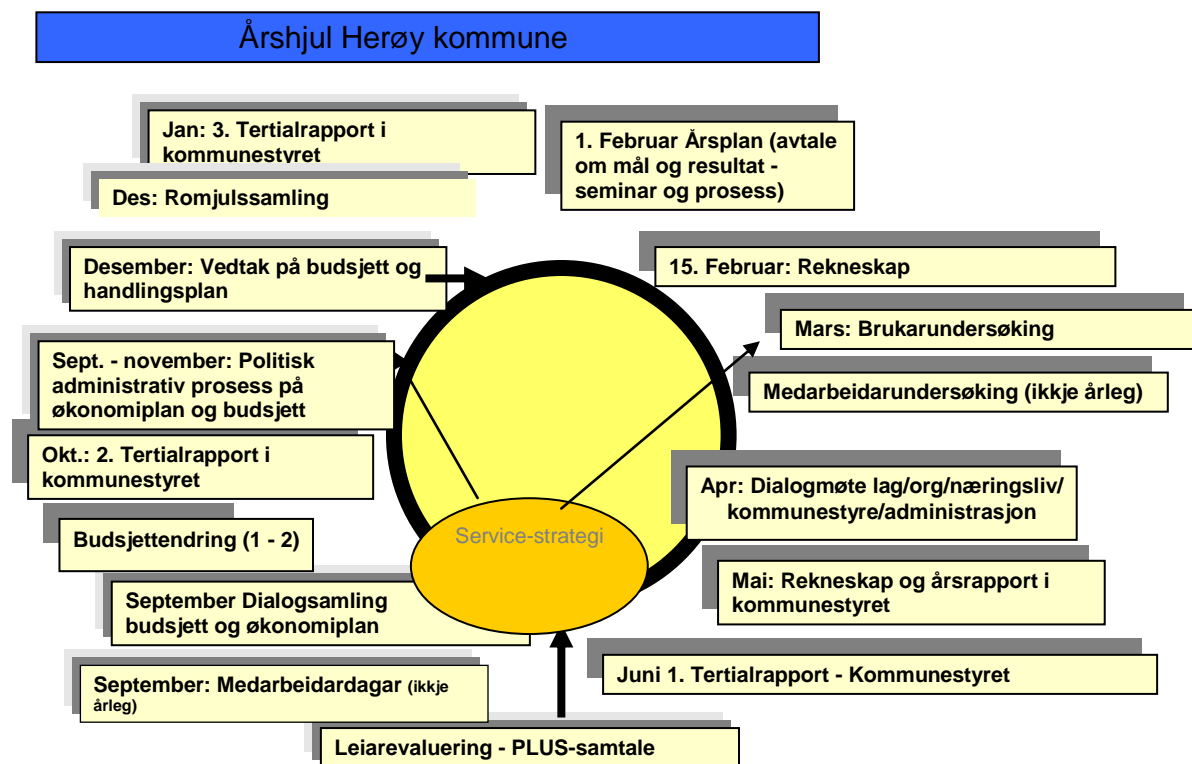 Årshjul Herøy kommune
Jan: 3. Tertialrapport i
kommunestyret
Des: Romjulssamling
1. Februar Årsplan (avtale
om mål og resultat -
seminar og prosess)
Desember: Vedtak på budsjett og
handlingsplan
15. Februar: Rekneskap
Mars: Brukarundersøking
Sept. - november: Politisk
administrativ prosess på
økonomiplan og budsjett
Medarbeidarundersøking (ikkje årleg)
Okt.: 2. Tertialrapport i
kommunestyret
Apr: Dialogmøte lag/org/næringsliv/
kommunestyre/administrasjon
Budsjettendring (1 - 2)
Service-strategi
Mai: Rekneskap og årsrapport i
kommunestyret
September Dialogsamling
budsjett og økonomiplan
Juni 1. Tertialrapport - Kommunestyret
September: Medarbeidardagar (ikkje
årleg)
Leiarevaluering - PLUS-samtale